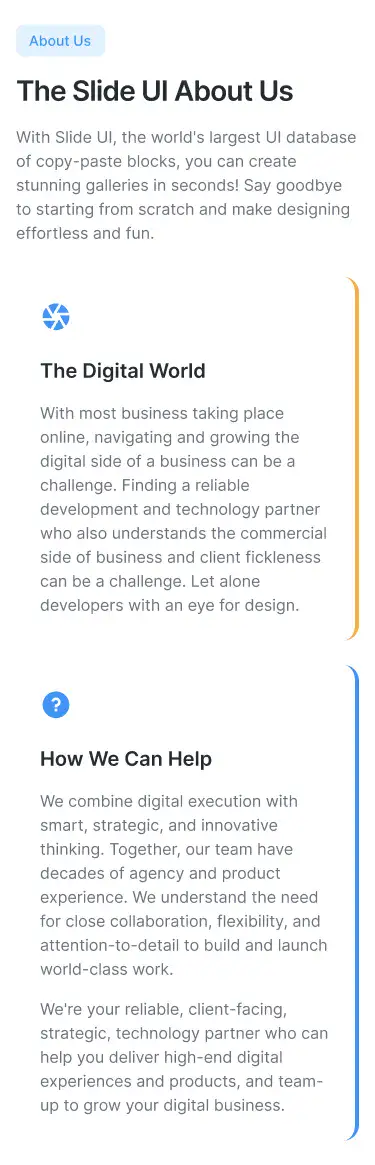 About Us
The Slide UI About Us
With Slide UI, the world's largest UI database
of copy-paste blocks, you can create
stunning galleries in seconds! Say goodbye
to starting from scratch and make designing
effortless and fun.
The Digital World
With most business taking place
online, navigating and growing the
digital side of a business can be a
challenge. Finding a reliable
development and technology partner
who also understands the commercial
side of business and client fickleness
can be a challenge. Let alone
developers with an eye for design.
?
How We Can Help
We combine digital execution with
smart, strategic, and innovative
thinking. Together, our team have
decades of agency and product
experience. We understand the need
for close collaboration, flexibility, and
attention-to-detail to build and launch
world-class work.
We're your reliable, client-facing,
strategic, technology partner who can
help you deliver high-end digital
experiences and products, and team-
up to grow your digital business.